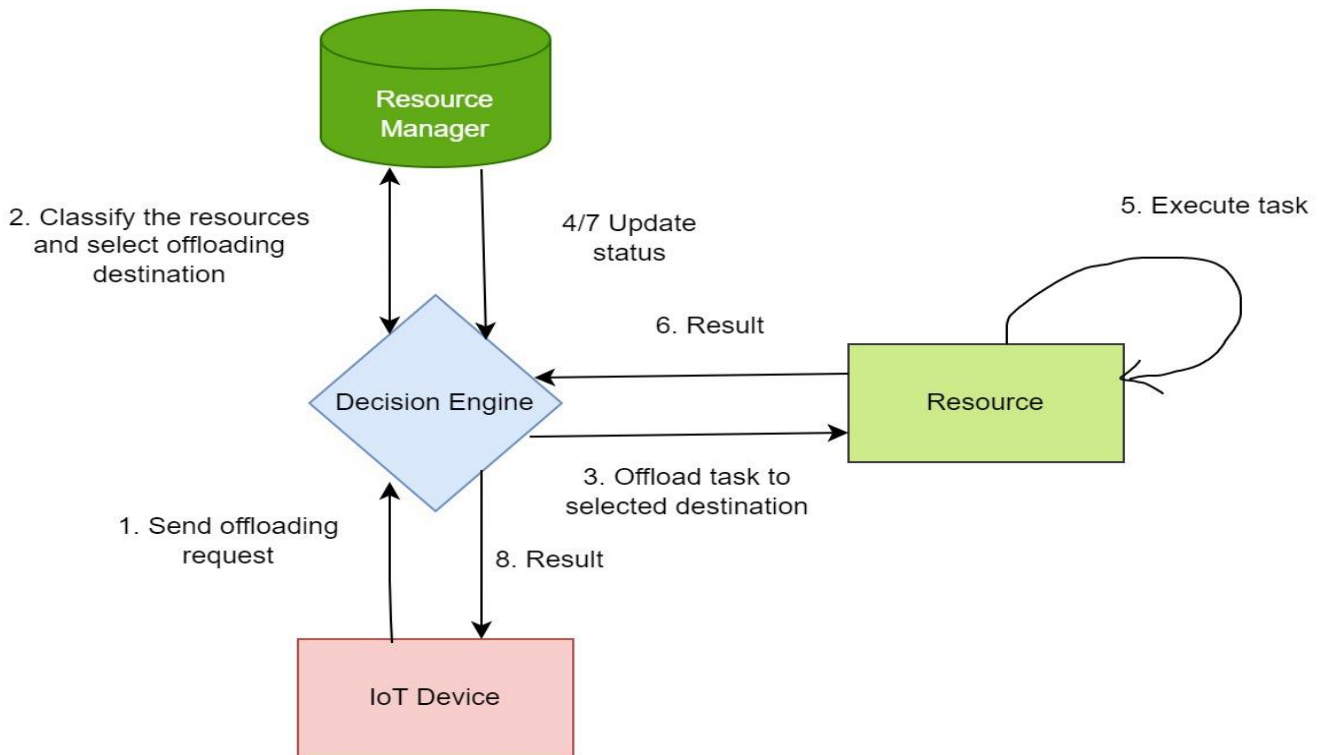 Resource
Manager
2. Classify the resources
and select offloading
destination
4/7 Update
status
5. Execute task
6. Result
Decision Engine
Resource
3. Offload task to
selected destination
1. Send offloading
request
8. Result
IoT Device